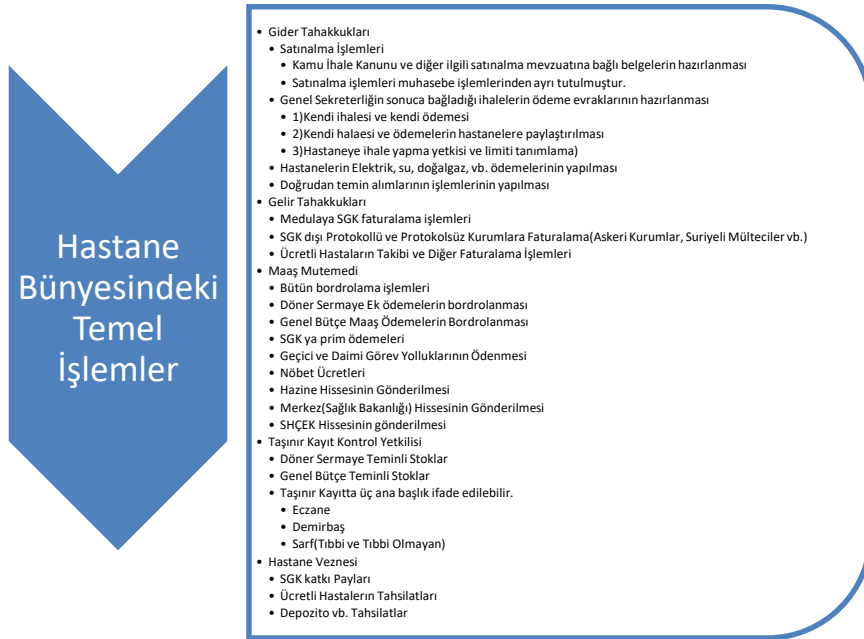 Hastane
Bünyesindeki
Temel
İşlemler
• Gider Tahakkukları
• Satınalma İşlemleri
• Kamu İhale Kanunu ve diğer ilgili satınalma mevzuatına bağlı belgelerin hazırlanması
• Satınalma işlemleri muhasebe işlemlerinden ayrı tutulmuştur.
• Genel Sekreterliğin sonuca bağladığı ihalelerin ödeme evraklarının hazırlanması
• 1)Kendi ihalesi ve kendi ödemesi
• 2)Kendi halaesi ve ödemelerin hastanelere paylaştırılması
• 3)Hastaneye ihale yapma yetkisi ve limiti tanımlama)
• Hastanelerin Elektrik, su, doğalgaz, vb. ödemelerinin yapılması
• Doğrudan temin alımlarının işlemlerinin yapılması
• Gelir Tahakkukları
• Medulaya SGK faturalama işlemleri
• SGK dışı Protokollü ve Protokolsüz Kurumlara Faturalama(Askeri Kurumlar, Suriyeli Mülteciler vb.)
• Ücretli Hastaların Takibi ve Diğer Faturalama İşlemleri
• Maaş Mutemedi
• Bütün bordrolama işlemleri
• Döner Sermaye Ek ödemelerin bordrolanması
• Genel Bütçe Maaş Ödemelerin Bordrolanması
• SGK ya prim ödemeleri
• Geçici ve Daimi Görev Yolluklarının Ödenmesi
• Nöbet Ücretleri
• Hazine Hissesinin Gönderilmesi
• Merkez(Sağlık Bakanlığı) Hissesinin Gönderilmesi
• SHÇEK Hissesinin gönderilmesi
• Taşınır Kayıt Kontrol Yetkilisi
• Döner Sermaye Teminli Stoklar
• Genel Bütçe Teminli Stoklar
• Taşınır Kayıtta üç ana başlık ifade edilebilir.
• Eczane
• Demirbaş
• Sarf(Tıbbi ve Tıbbi Olmayan)
• Hastane Veznesi
• SGK katkı Payları
• Ücretli Hastalerın Tahsilatları
• Depozito vb. Tahsilatlar